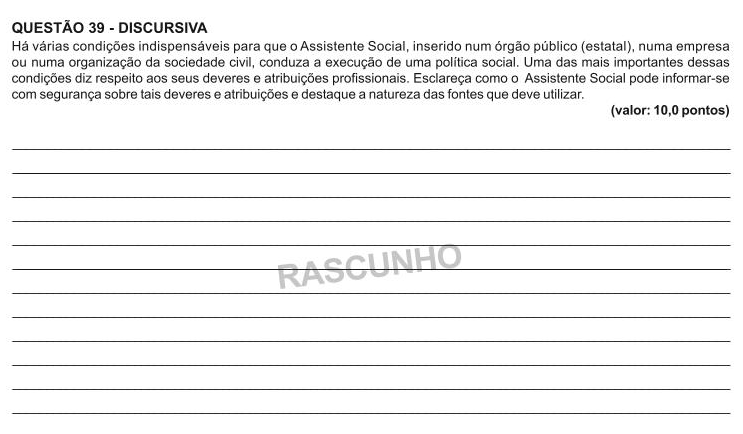 QUESTÃO 39 - DISCURSIVA
Há várias condições indispensáveis para que o Assistente Social, inserido num órgão público (estatal), numa empresa
ou numa organização da sociedade civil, conduza a execução de uma política social. Uma das mais importantes dessas
condições diz respeito aos seus deveres e atribuições profissionais. Esclareça como o Assistente Social pode informar-se
com segurança sobre tais deveres e atribuições e destaque a natureza das fontes que deve utilizar.
(valor: 10,0 pontos)
RASCUNHO